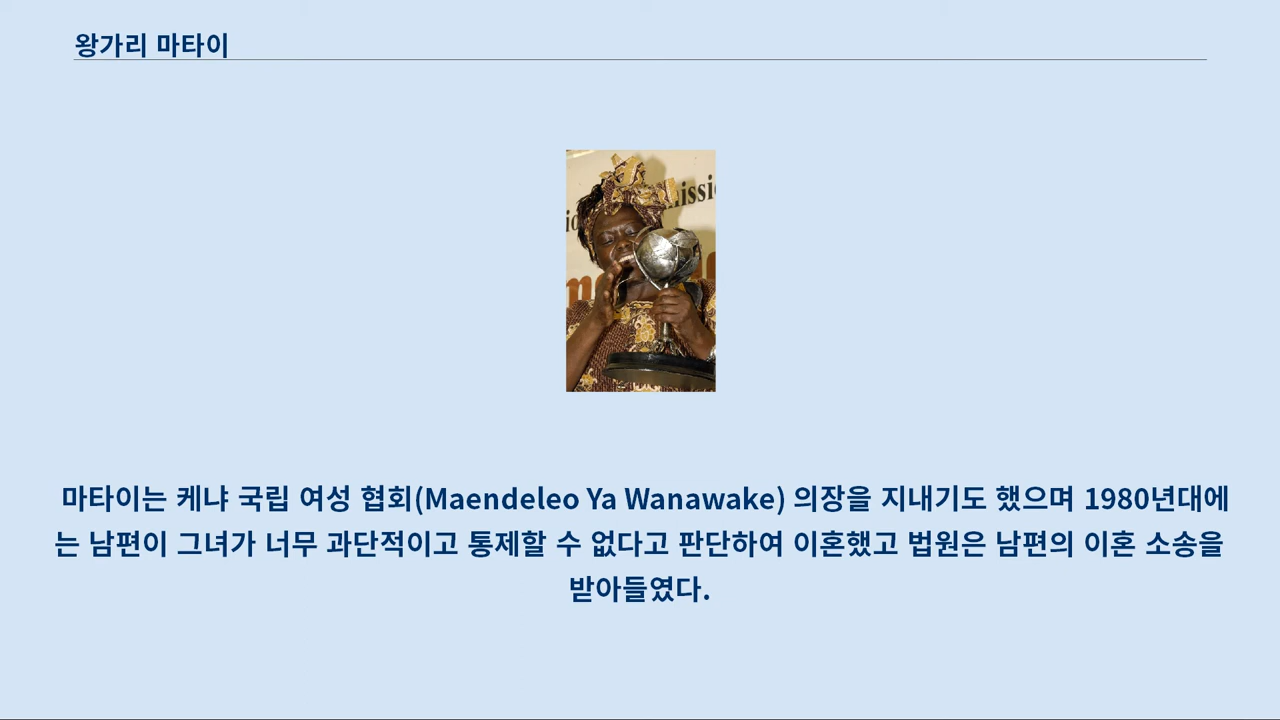 왕가리 마타이
마타이는 케냐 국립 여성 협회(Maendeleo Ya Wanawake) 의장을 지내기도 했으며 1980년대에
는 남편이 그녀가 너무 과단적이고 통제할 수 없다고 판단하여 이혼했고 법원은 남편의 이혼 소송을
받아들였다.